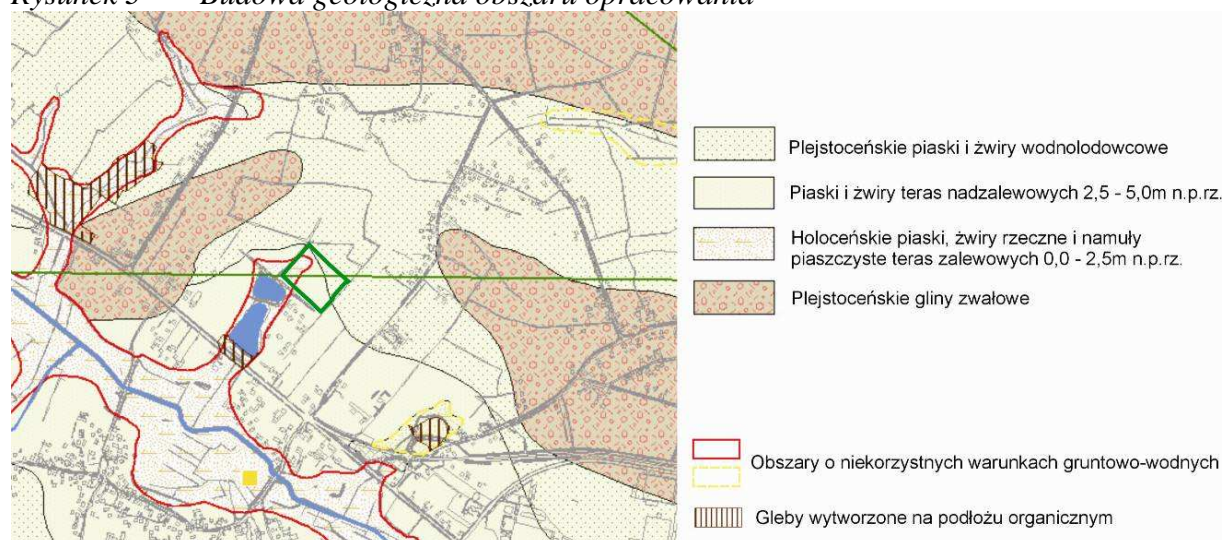 Rysunek 3 Budowa geologiczna obszaru opracowania
Plejstoceńskie piaski i żwiry wodnolodowcowe
Piaski i żwiry teras nadzalewowych 2,5 - 5,0m n.p.rz.
Holoceńskie piaski, żwiry rzeczne i namuły
piaszczyste teras zalewowych 0,0 - 2,5m n.p.rz.
Plejstoceńskie gliny zwałowe
Obszary o niekorzystnych warunkach gruntowo-wodnych
Gleby wytworzone na podłożu organicznym